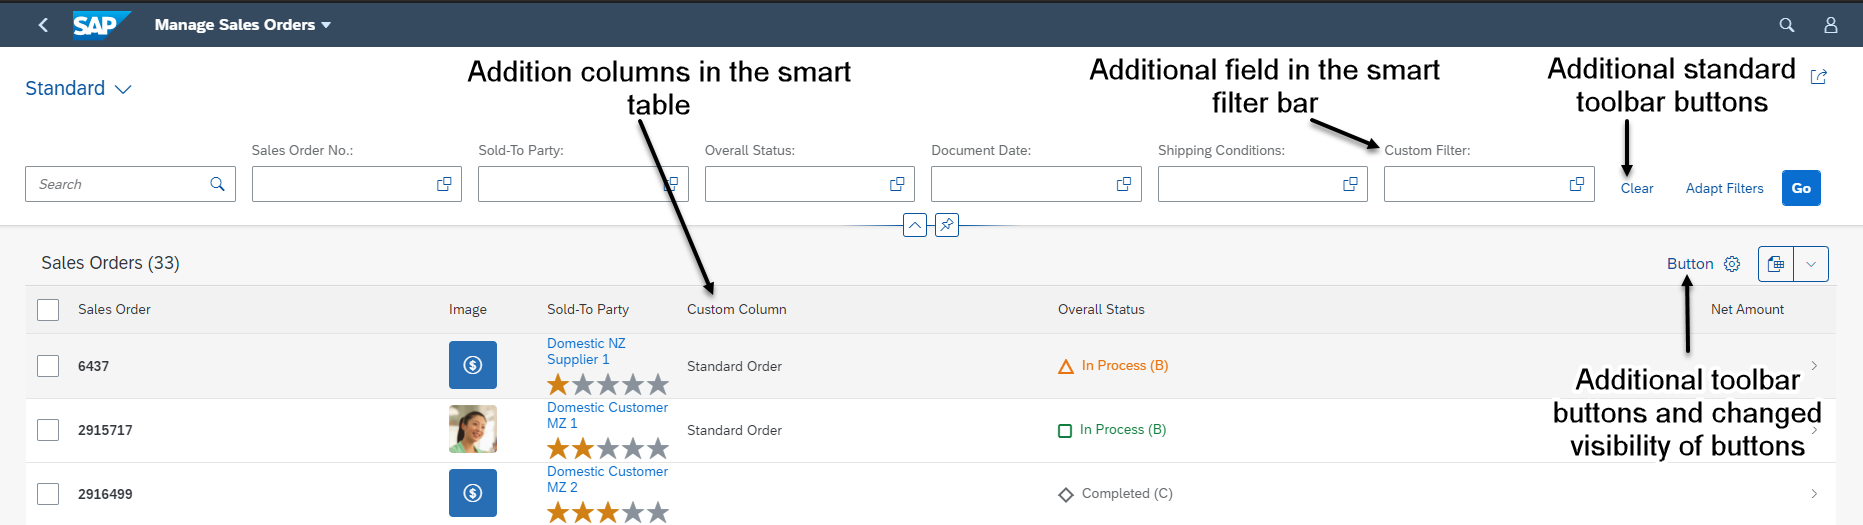 SAP
Manage Sales Orders
Standard
Addition columns in the smart
table
Additional field in the smart
filter bar
Additional standard
toolbar buttons
Search
Sales Order No.:
Sold-To Party:
Overall Status:
Document Date:
Shipping Conditions:
Custom Filter:
Clear
Adapt Filters
Go
Sales Orders (33)
Button
Sales Order
Image
Sold-To Party
Custom Column
Overall Status
Net Amount
6437
Domestic NZ
Supplier 1
Standard Order
In Process (B)
2915717
Domestic Customer
MZ 1
Standard Order
In Process (B)
2916499
Domestic Customer
MZ 2
Completed (C)
Additional toolbar
buttons and changed
visibility of buttons